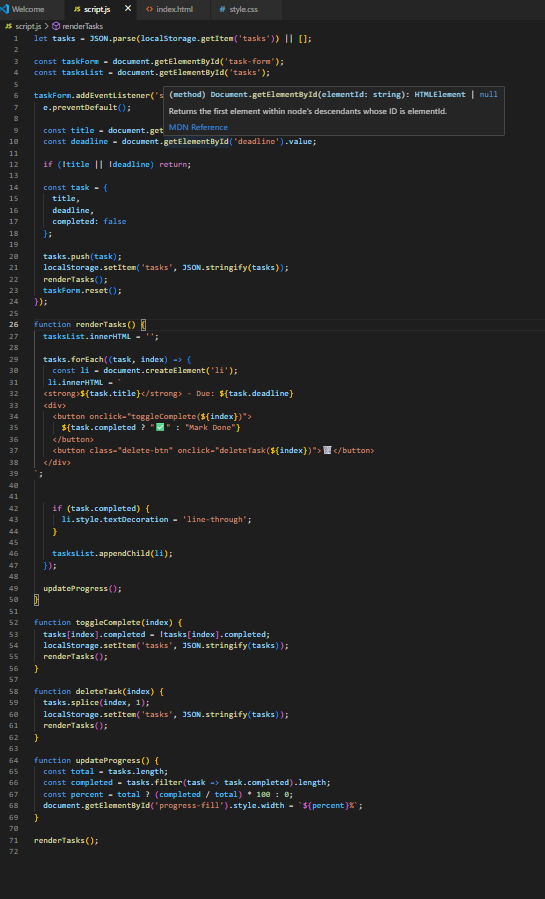 Welcome
script.js
index.html
style.css
script.js > renderTasks
1 let tasks = JSON.parse(localStorage.getItem('tasks')) || [];
2
3 const taskForm = document.getElementById('task-form');
4 const tasksList = document.getElementById('tasks');
5
6 taskForm.addEventListener('s
(method) Document.getElementById(elementId: string): HTMLElement | null
7 e.preventDefault();
Returns the first element within node's descendants whose ID is elementId.
8
MDN Reference
9 const title = document.get
10 const deadline = document.getElementById('deadline').value;
11
12 if (!title || !deadline) return;
13
14 const task = {
15 title,
16 deadline,
17 completed: false
18 };
19
20 tasks.push(task);
21 localStorage.setItem('tasks', JSON.stringify(tasks));
22 renderTasks();
23 taskForm.reset();
24 });
25
26 function renderTasks() {
27 tasksList.innerHTML = '';
28
29 tasks.forEach((task, index) => {
30 const li = document.createElement('li');
31 li.innerHTML = `
32 <strong>${task.title}</strong> - Due: ${task.deadline}
33 <div>
34 <button onclick="toggleComplete(${index})">
35 ${task.completed ? "✅" : "Mark Done"}
36 </button>
37 <button class="delete-btn" onclick="deleteTask(${index})">🗑️</button>
38 </div>
39 `;
40
41
42 if (task.completed) {
43 li.style.textDecoration = 'line-through';
44 }
45
46 tasksList.appendChild(li);
47 });
48
49 updateProgress();
50 }
51
52 function toggleComplete(index) {
53 tasks[index].completed = !tasks[index].completed;
54 localStorage.setItem('tasks', JSON.stringify(tasks));
55 renderTasks();
56 }
57
58 function deleteTask(index) {
59 tasks.splice(index, 1);
60 localStorage.setItem('tasks', JSON.stringify(tasks));
61 renderTasks();
62 }
63
64 function updateProgress() {
65 const total = tasks.length;
66 const completed = tasks.filter(task => task.completed).length;
67 const percent = total ? (completed / total) * 100 : 0;
68 document.getElementById('progress-fill').style.width = `${percent}%`;
69 }
70
71 renderTasks();
72